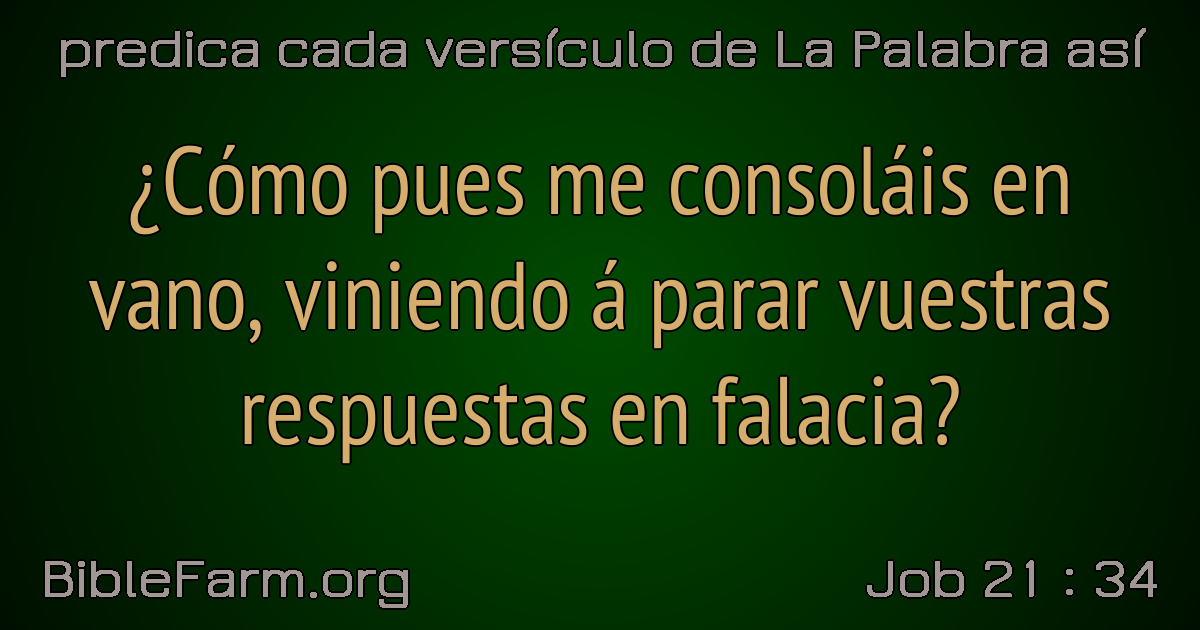 predica cada versículo de La Palabra así
¿Cómo pues me consoláis en
vano, viniendo á parar vuestras
respuestas en falacia?
BibleFarm.org
Job 21 : 34